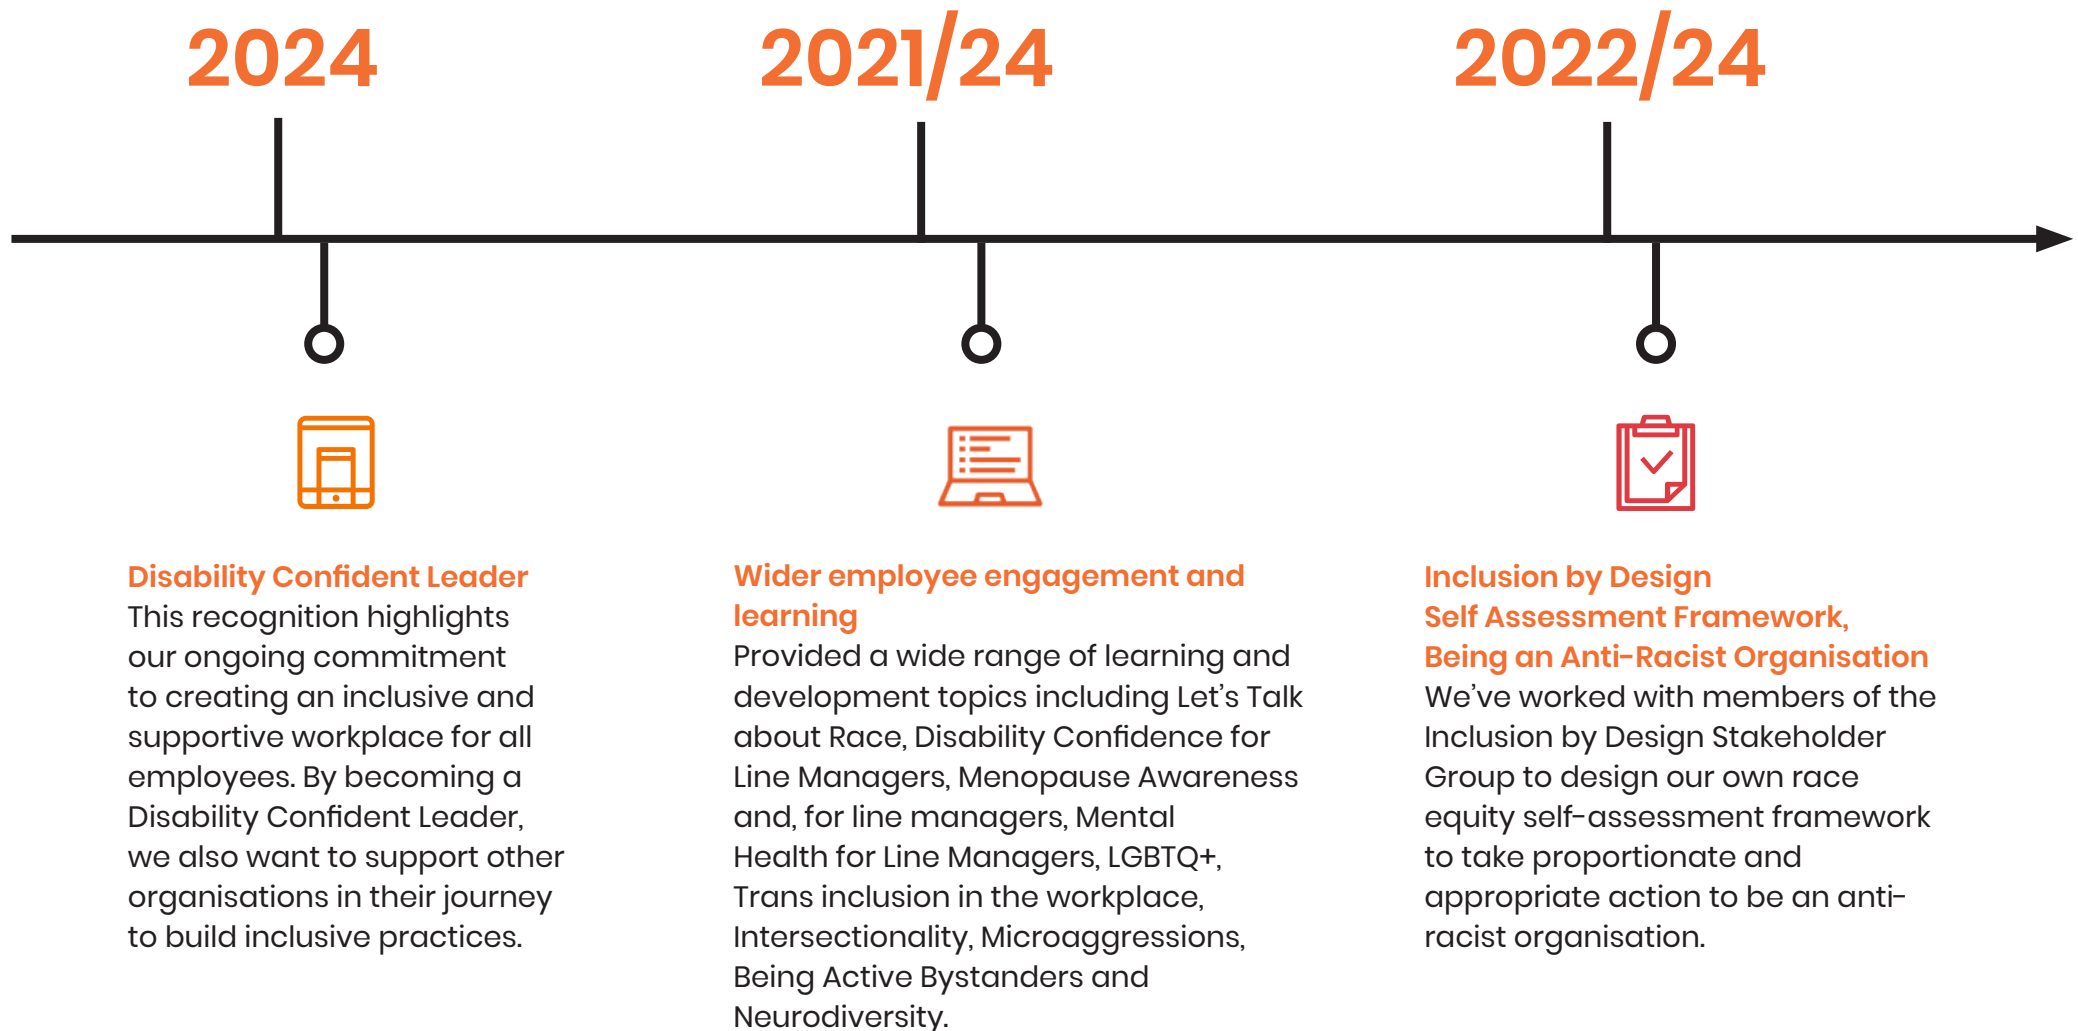 2024
Disability Confident Leader
This recognition highlights
our ongoing commitment
to creating an inclusive and
supportive workplace for all
employees. By becoming a
Disability Confident Leader,
we also want to support other
organisations in their journey
to build inclusive practices.
2021/24
Wider employee engagement and
learning
Provided a wide range of learning and
development topics including Let’s Talk
about Race, Disability Confidence for
Line Managers, Menopause Awareness
and, for line managers, Mental
Health for Line Managers, LGBTQ+,
Trans inclusion in the workplace,
Intersectionality, Microaggressions,
Being Active Bystanders and
Neurodiversity.
2022/24
Inclusion by Design
Self Assessment Framework,
Being an Anti-Racist Organisation
We’ve worked with members of the
Inclusion by Design Stakeholder
Group to design our own race
equity self-assessment framework
to take proportionate and
appropriate action to be an anti-
racist organisation.